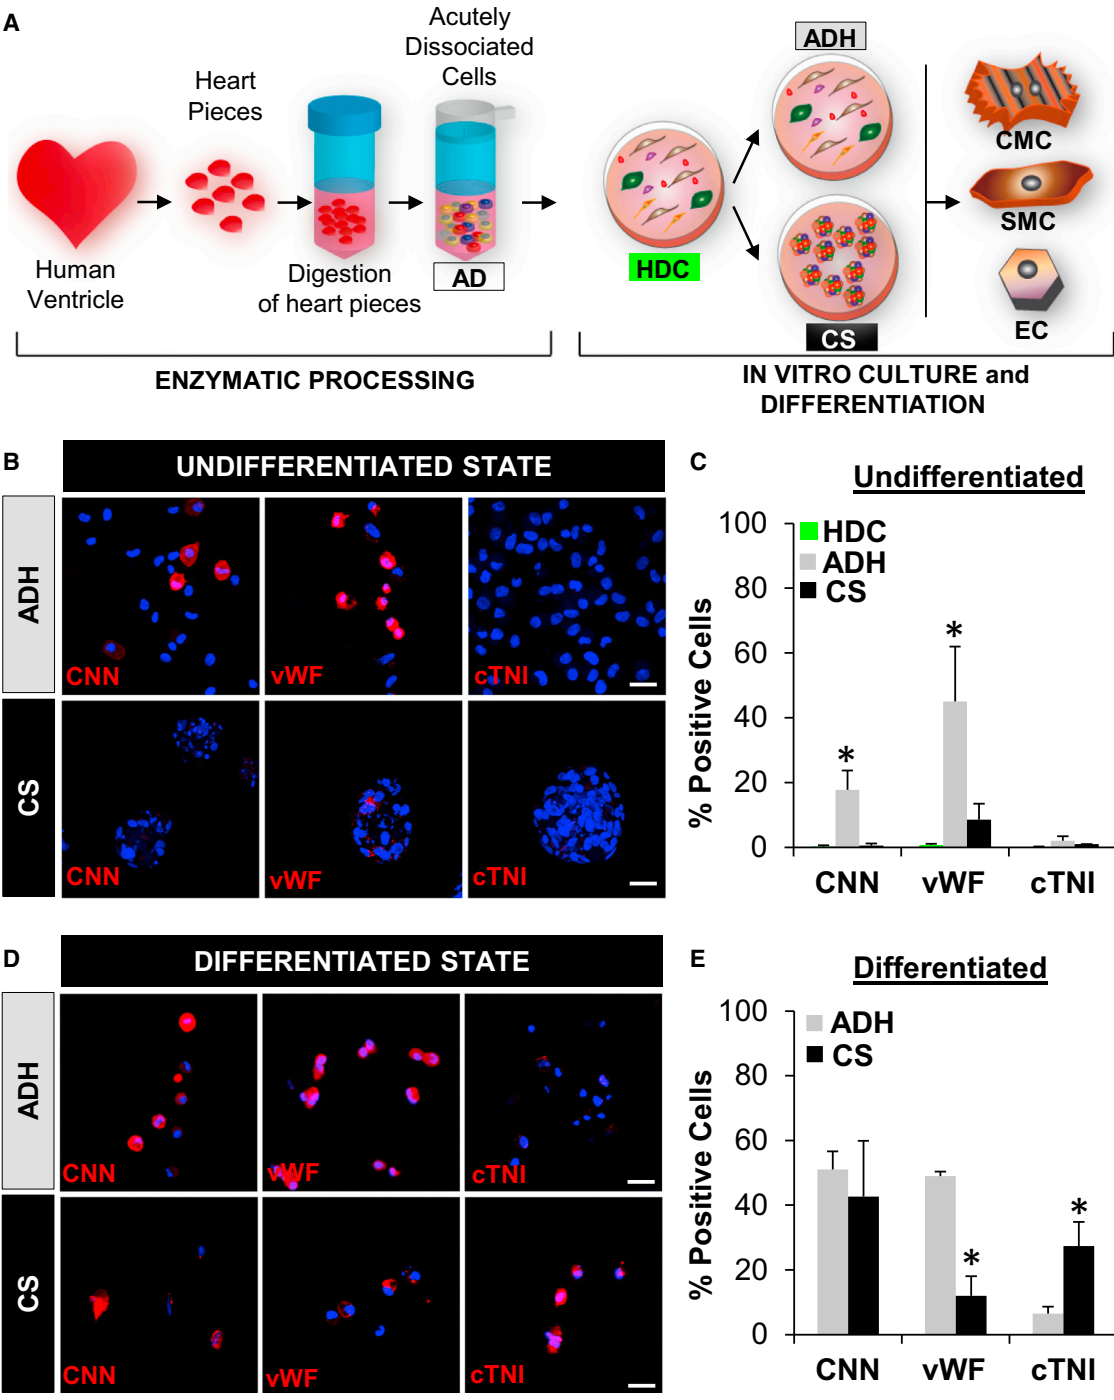 A
Human
Ventricle
Heart
Pieces
Digestion
of heart pieces
Acutely
Dissociated
Cells
AD
HDC
ADH
CS
CMC
SMC
EC
ENZYMATIC PROCESSING
IN VITRO CULTURE and
DIFFERENTIATION
B
UNDIFFERENTIATED STATE
ADH
CNN
vWF
cTNI
CS
CNN
vWF
cTNI
C
Undifferentiated
HDC
ADH
CS
% Positive Cells
100
80
60
40
20
0
*
*
CNN
vWF
cTNI
D
DIFFERENTIATED STATE
ADH
CNN
vWF
cTNI
CS
CNN
vWF
cTNI
E
Differentiated
ADH
CS
% Positive Cells
100
80
60
40
20
0
*
*
CNN
vWF
cTNI